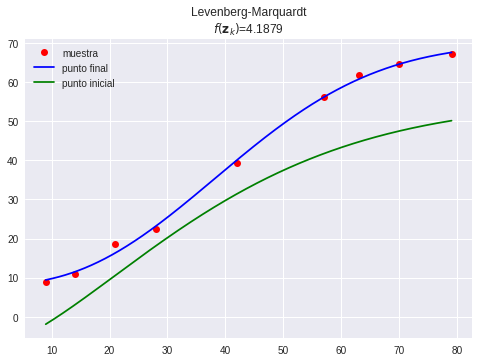 Levenberg-Marquardt
f(𝐳ₖ)=4.1879
muestra
punto final
punto inicial
70
60
50
40
30
20
10
0
10 20 30 40 50 60 70 80